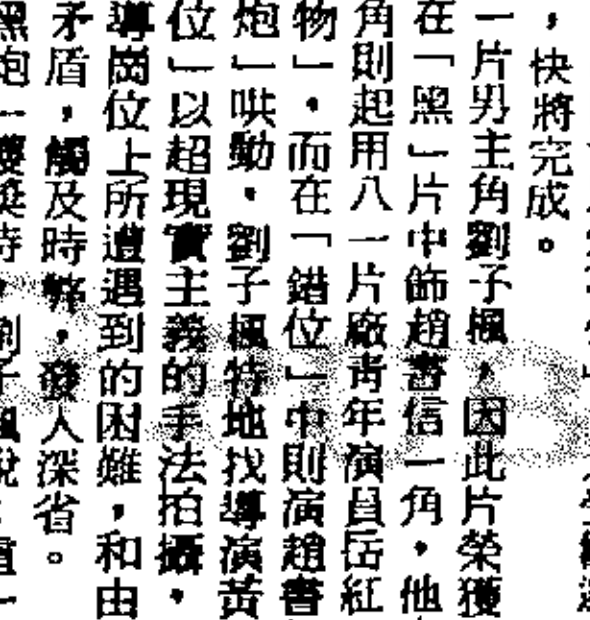 ，快將完成。
一片男主角劉子楓，因此片榮獲
在「黑」片中飾趙書信一角．他
角則起用八一片廠青年演員岳紅
物」．而在「錯位」中則演趙書
炮」哄動．劉子楓特地找導演黃
位」以超現實主義的手法拍攝．
導崗位上所遭遇到的困難，和由
矛盾，觸及時弊，發人深省。